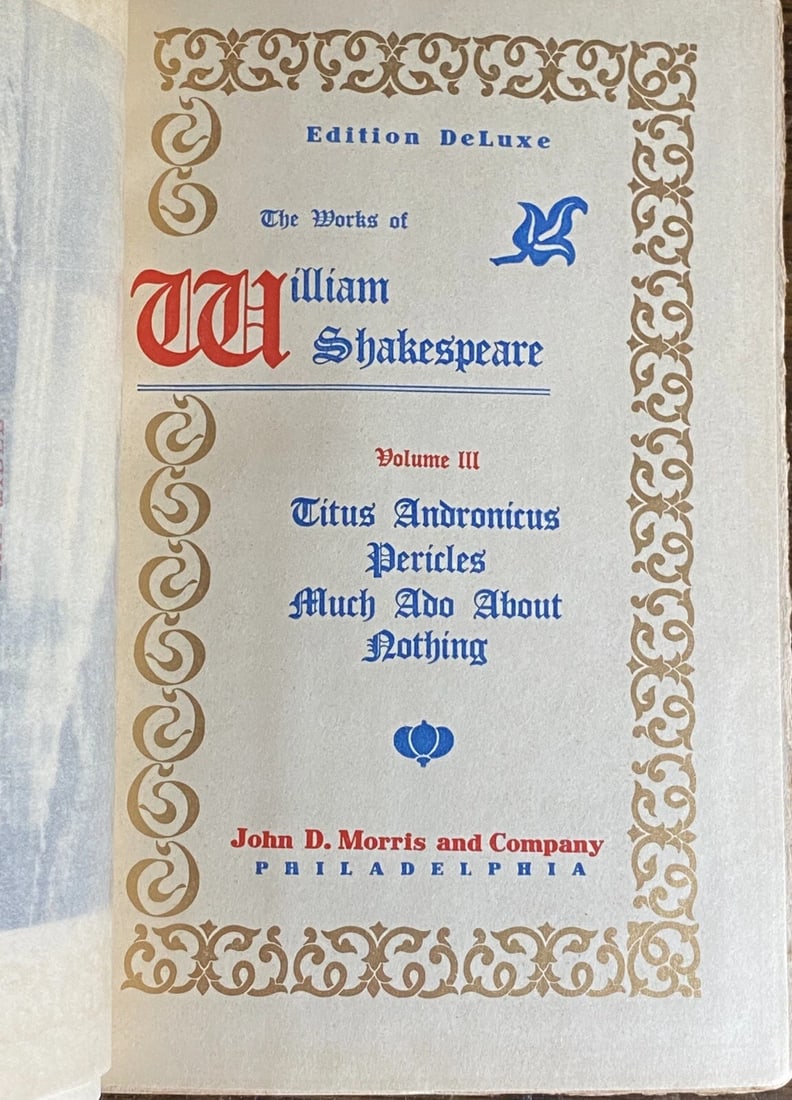 Edition DeLuxe
The Works of
William
Shakespeare
Volume III
Titus Andronicus
Pericles
Much Ado About
Nothing
John D. Morris and Company
PHILADELPHIA